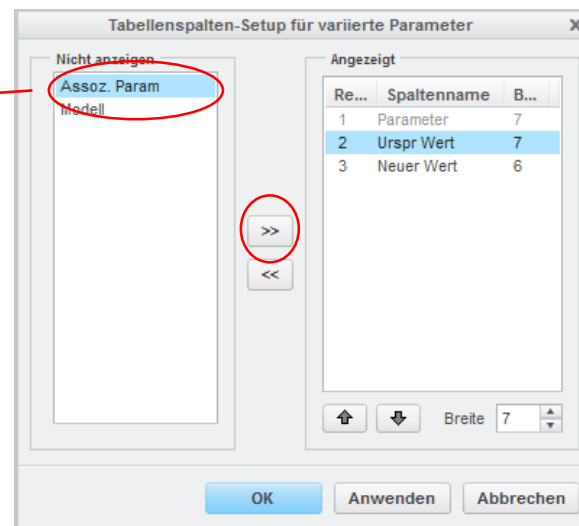 Tabellenspalten-Setup für variierte Parameter X
Nicht anzeigen
Assoz. Param
Modell
>>
<<
Angezeigt
Re... Spaltenname B...
1 Parameter 7
2 Urspr Wert 7
3 Neuer Wert 6
Breite 7
OK Anwenden Abbrechen